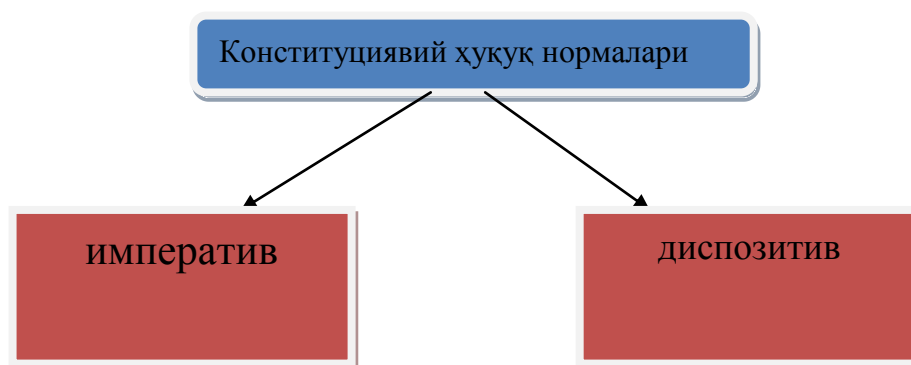 Конституциявий ҳуқуқ нормалари
императив
диспозитив